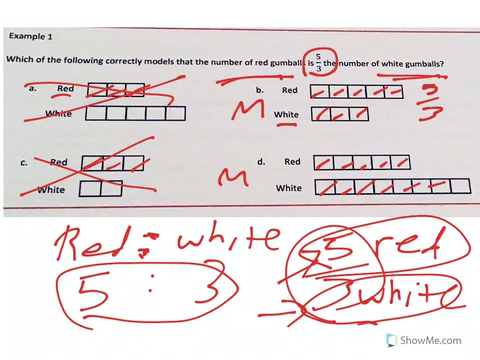 Example 1
Which of the following correctly models that the number of red gumballs is 5/3 the number of white gumballs?
a. Red
White
b. Red
White
5/3
M
c. Red
White
d. Red
White
M
Red : white
5 : 3
5 red
3 white
ShowMe.com